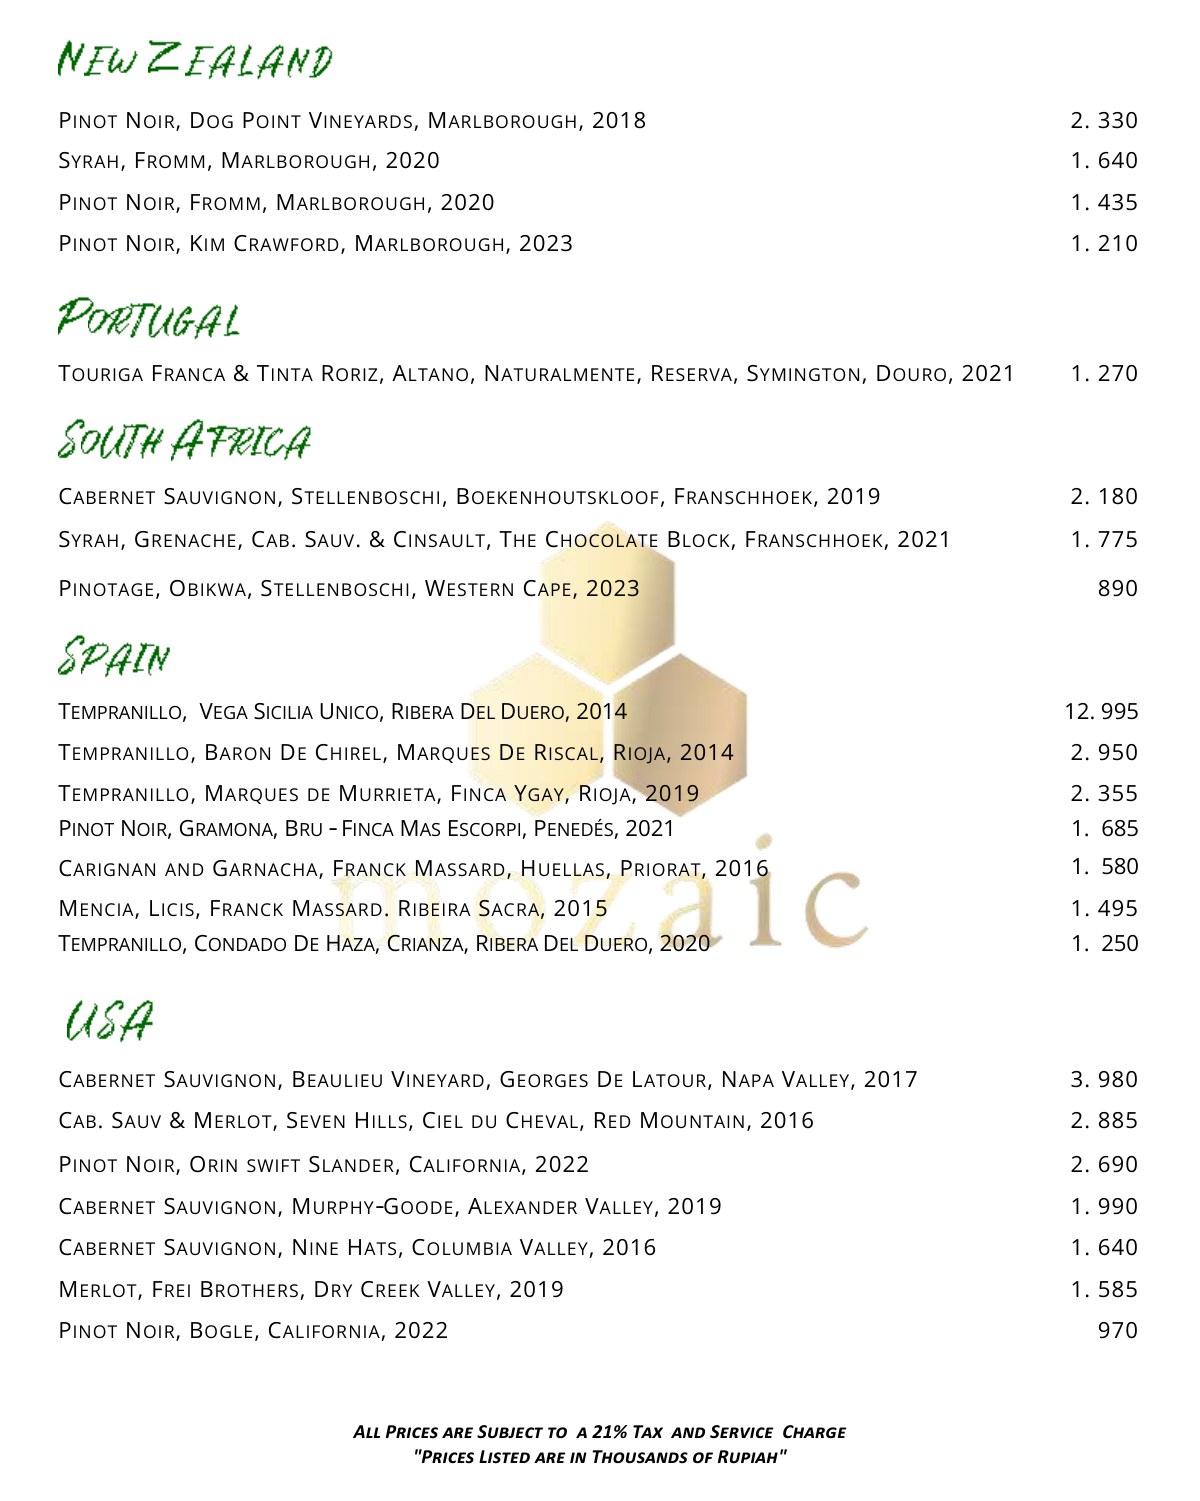 New Zealand
Pinot Noir, Dog Point Vineyards, Marlborough, 2018 2. 330
Syrah, Fromm, Marlborough, 2020 1. 640
Pinot Noir, Fromm, Marlborough, 2020 1. 435
Pinot Noir, Kim Crawford, Marlborough, 2023 1. 210
Portugal
Touriga Franca & Tinta Roriz, Altano, Naturalmente, Reserva, Symington, Douro, 2021 1. 270
South Africa
Cabernet Sauvignon, Stellenboschi, Boekenhoutskloof, Franschhoek, 2019 2. 180
Syrah, Grenache, Cab. Sauv. & Cinsault, The Chocolate Block, Franschhoek, 2021 1. 775
Pinotage, Obikwa, Stellenboschi, Western Cape, 2023 890
Spain
Tempranillo, Vega Sicilia Unico, Ribera Del Duero, 2014 12. 995
Tempranillo, Baron De Chirel, Marques De Riscal, Rioja, 2014 2. 950
Tempranillo, Marques de Murrieta, Finca Ygay, Rioja, 2019 2. 355
Pinot Noir, Gramona, Bru - Finca Mas Escorpi, Penedés, 2021 1. 685
Carignan and Garnacha, Franck Massard, Huellas, Priorat, 2016 1. 580
mozaic
Mencia, Licis, Franck Massard. Ribeira Sacra, 2015 1. 495
Tempranillo, Condado De Haza, Crianza, Ribera Del Duero, 2020 1. 250
USA
Cabernet Sauvignon, Beaulieu Vineyard, Georges De Latour, Napa Valley, 2017 3. 980
Cab. Sauv & Merlot, Seven Hills, Ciel du Cheval, Red Mountain, 2016 2. 885
Pinot Noir, Orin swift Slander, California, 2022 2. 690
Cabernet Sauvignon, Murphy-Goode, Alexander Valley, 2019 1. 990
Cabernet Sauvignon, Nine Hats, Columbia Valley, 2016 1. 640
Merlot, Frei Brothers, Dry Creek Valley, 2019 1. 585
Pinot Noir, Bogle, California, 2022 970
All Prices are Subject to a 21% Tax and Service Charge
"Prices Listed are in Thousands of Rupiah"